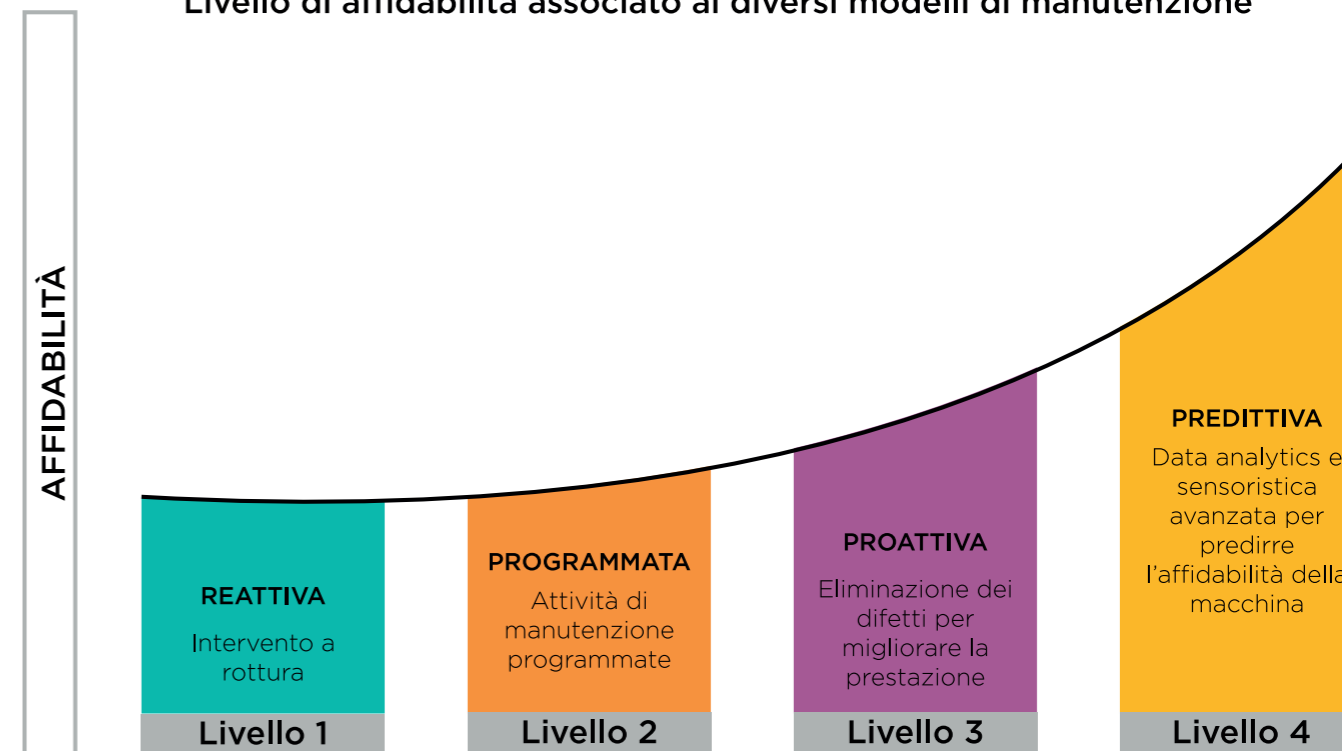 Livello di affidabilità associato ai diversi modelli di manutenzione
AFFIDABILITÀ
REATTIVA
Intervento a
rottura
Livello 1
PROGRAMMATA
Attività di
manutenzione
programmate
Livello 2
PROATTIVA
Eliminazione dei
difetti per
migliorare la
prestazione
Livello 3
PREDITTIVA
Data analytics e
sensoristica
avanzata per
predirre
l'affidabilità della
macchina
Livello 4